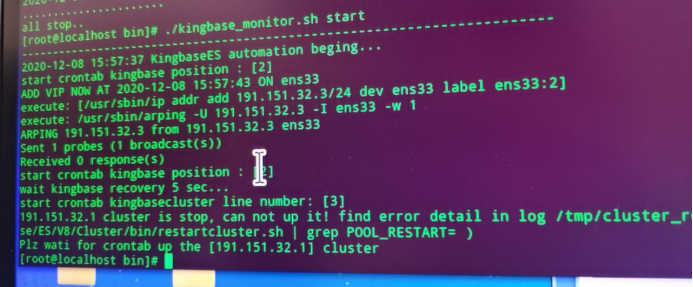 all stop..
[root@localhost bin]# ./kingbase_monitor.sh start
-----------------------------------------------------------------------
2020-12-08 15:57:37 KingbaseES automation beging...
start crontab kingbase position : [2]
ADD VIP NOW AT 2020-12-08 15:57:43 ON ens33
execute: [/usr/sbin/ip addr add 191.151.32.3/24 dev ens33 label ens33:2]
execute: /usr/sbin/arping -U 191.151.32.3 -I ens33 -w 1
ARPING 191.151.32.3 from 191.151.32.3 ens33
Sent 1 probes (1 broadcast(s))
Received 0 response(s)
start crontab kingbase position : [2]
wait kingbase recovery 5 sec...
start crontab kingbasecluster line number: [3]
191.151.32.1 cluster is stop, can not up it! find error detail in log /tmp/cluster_r
se/ES/V8/Cluster/bin/restartcluster.sh | grep POOL_RESTART= )
Plz wati for crontab up the [191.151.32.1] cluster
[root@localhost bin]#